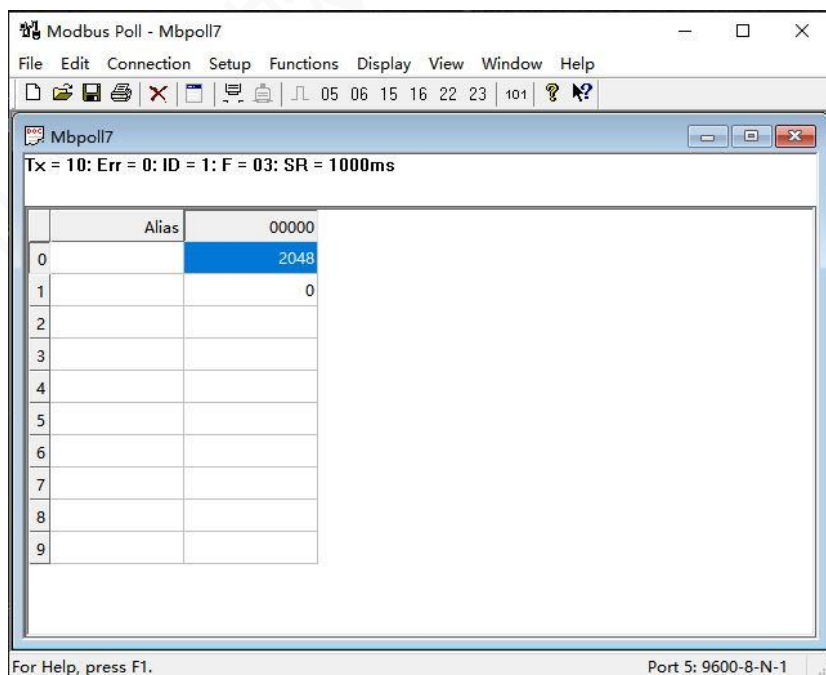 Modbus Poll - Mbpoll7
File Edit Connection Setup Functions Display View Window Help
05 06 15 16 22 23 101
Mbpoll7
Tx = 10: Err = 0: ID = 1: F = 03: SR = 1000ms
Alias 00000
0 2048
1 0
2
3
4
5
6
7
8
9
For Help, press F1. Port 5: 9600-8-N-1